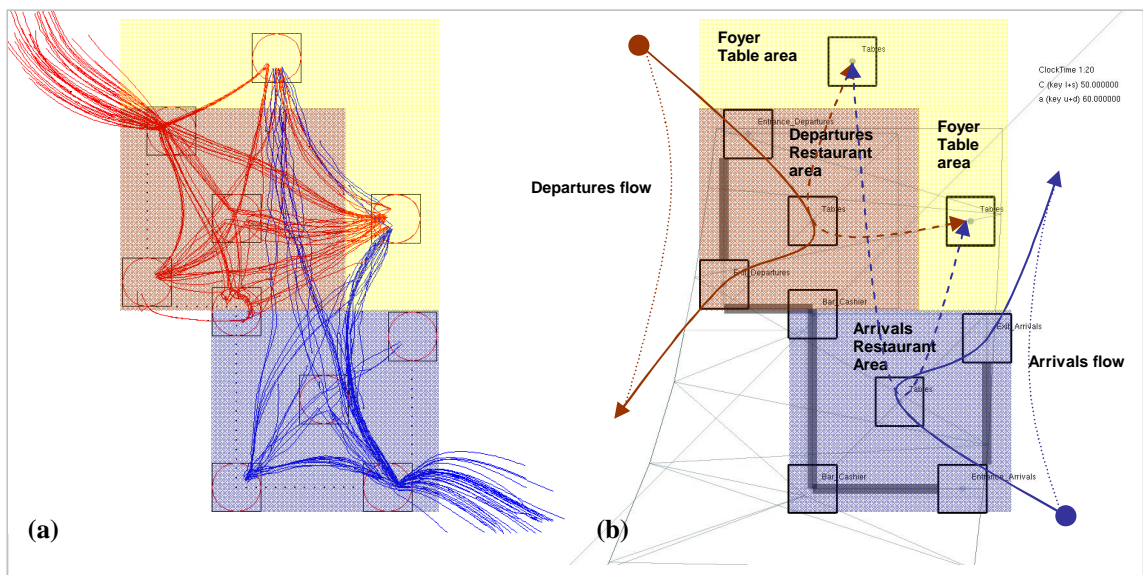 Foyer
Table area
Tables
ClockTime 1:20
C (key l+s) 50.000000
a (key u+d) 60.000000
Entrance_Departures
Departures
Restaurant
area
Foyer
Table
area
Departures flow
Tables
Tables
Exit_Departures
Bar_Cashier
Arrivals
Restaurant
Area
Exit_Arrivals
Arrivals flow
Tables
Bar_Cashier
Entrance_Arrivals
(a)
(b)